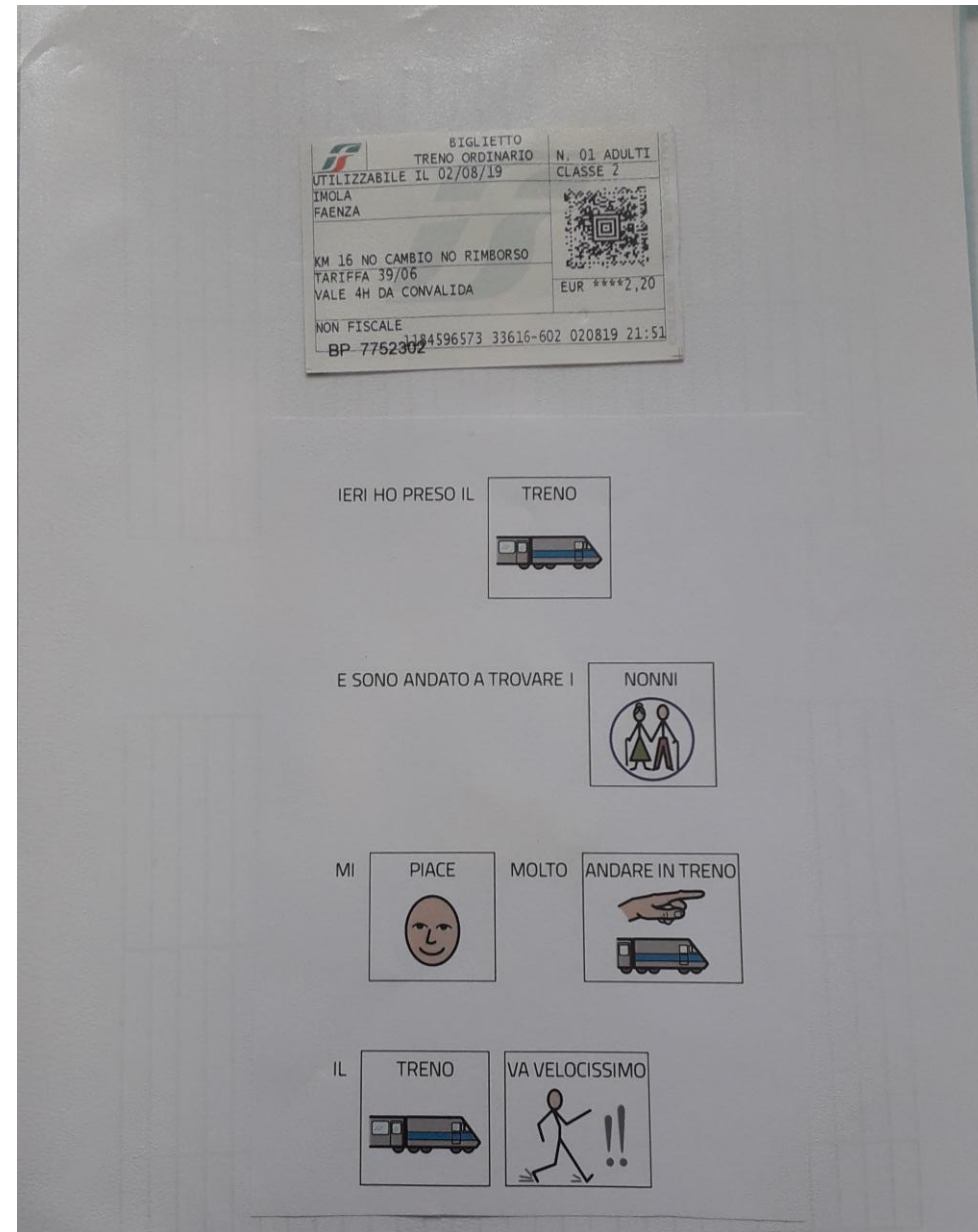 BIGLIETTO
TRENO ORDINARIO
N. 01 ADULTI
UTILIZZABILE IL 02/08/19
CLASSE 2
IMOLA
FAENZA
KM 16 NO CAMBIO NO RIMBORSO
TARIFFA 39/06
VALE 4H DA CONVALIDA
EUR ****2,20
NON FISCALE
1184596573 33616-602 020819 21:51
BP 7752302
IERI HO PRESO IL TRENO
E SONO ANDATO A TROVARE I NONNI
MI PIACE MOLTO ANDARE IN TRENO
IL TRENO VA VELOCISSIMO
!!